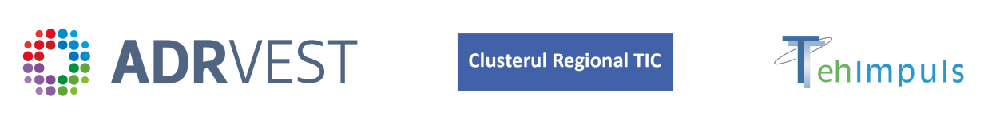 ADRVEST
Clusterul Regional TIC
TehImpuls